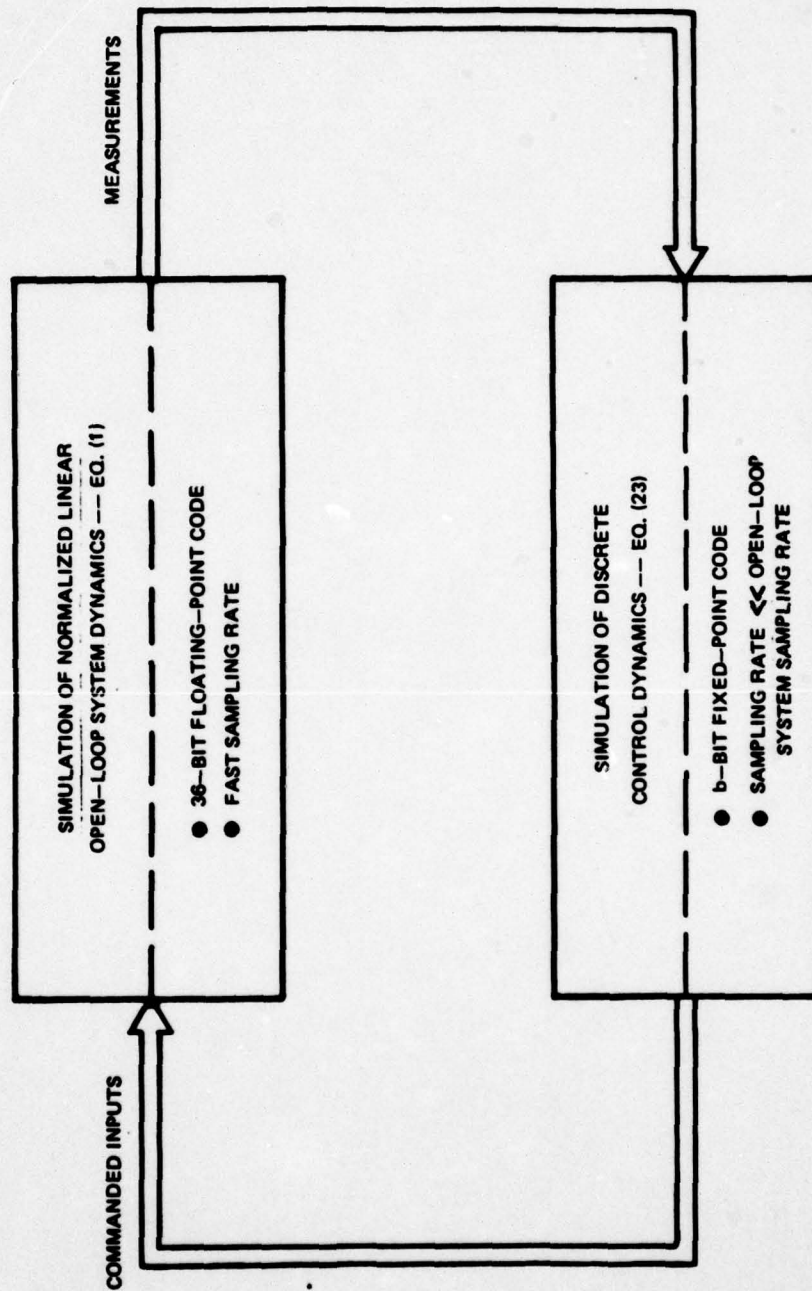 COMMANDED INPUTS
MEASUREMENTS
SIMULATION OF NORMALIZED LINEAR
OPEN–LOOP SYSTEM DYNAMICS –– EQ. (1)
● 36–BIT FLOATING–POINT CODE
● FAST SAMPLING RATE
SIMULATION OF DISCRETE
CONTROL DYNAMICS –– EQ. (23)
● b–BIT FIXED–POINT CODE
● SAMPLING RATE << OPEN–LOOP
SYSTEM SAMPLING RATE